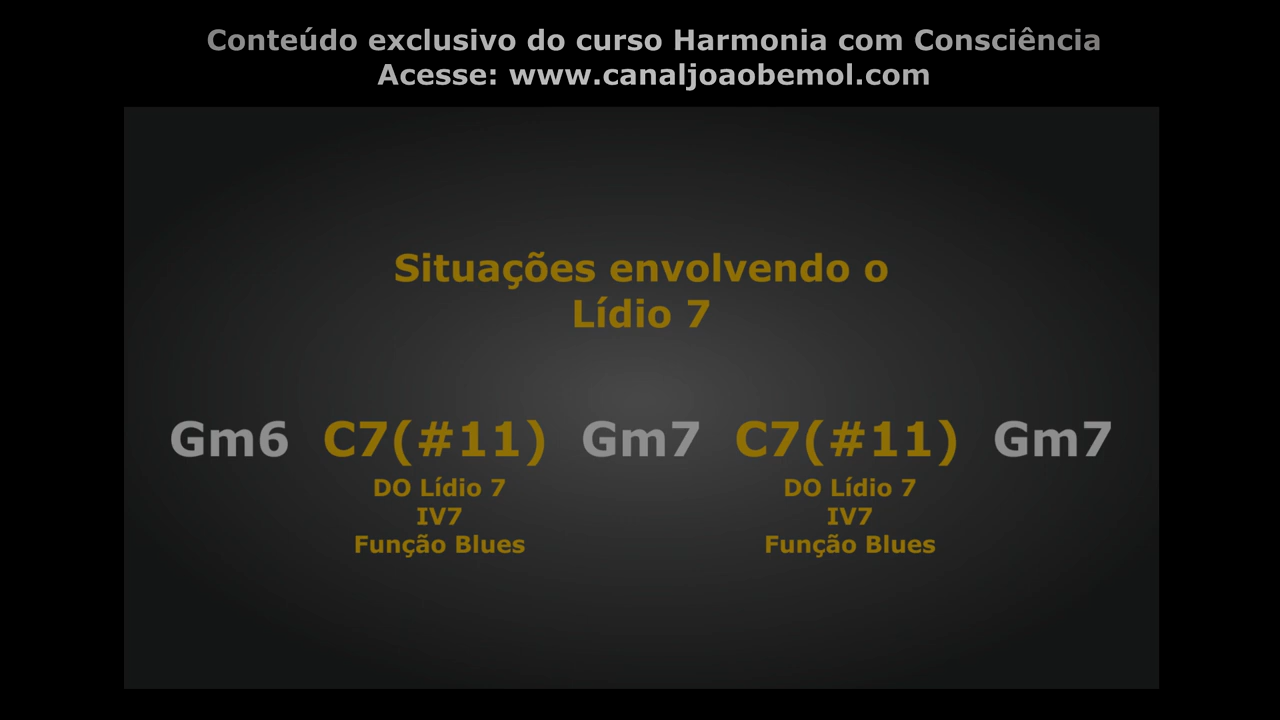 Conteúdo exclusivo do curso Harmonia com Consciência
Acesse: www.canaljoaobemol.com
Situações envolvendo o
Lídio 7
Gm6 C7(#11) Gm7 C7(#11) Gm7
DO Lídio 7 DO Lídio 7
IV7 IV7
Função Blues Função Blues